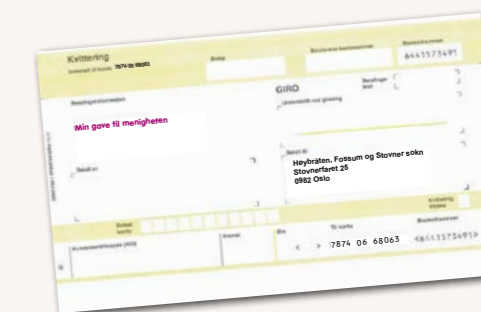 Kvittering
Innbetalt til konto 7874 06 68063
Beløp
Betalerens kontonummer
Blankettnummer
6441573491
Betalingsinformasjon
GIRO
Underskrift ved girering
Betalings-
frist
Min gave til menigheten
Betalt av
Betalt til
Høybråten, Fossum og Stovner sokn
Stovnerfaret 25
0982 Oslo
Belast
konto
Kvittering
tilbake
Kundeidentifikasjon (KID)
Kroner
Øre
Til konto
Blankettnummer
< > 7874 06 68063 <6441573491>